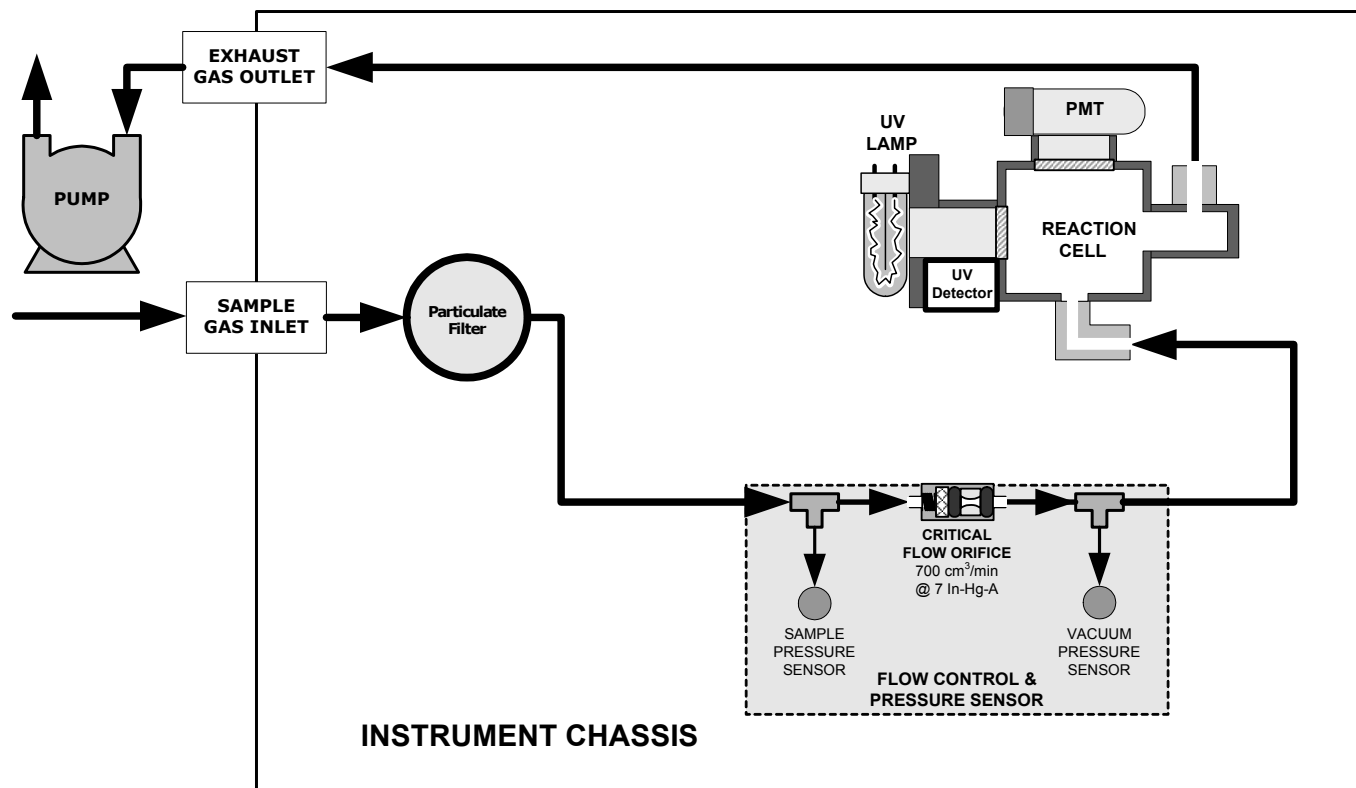 EXHAUST
GAS OUTLET
PUMP
UV
LAMP
PMT
REACTION
CELL
UV
Detector
SAMPLE
GAS INLET
Particulate
Filter
CRITICAL
FLOW ORIFICE
700 cm³/min
@ 7 In-Hg-A
SAMPLE
PRESSURE
SENSOR
VACUUM
PRESSURE
SENSOR
FLOW CONTROL &
PRESSURE SENSOR
INSTRUMENT CHASSIS